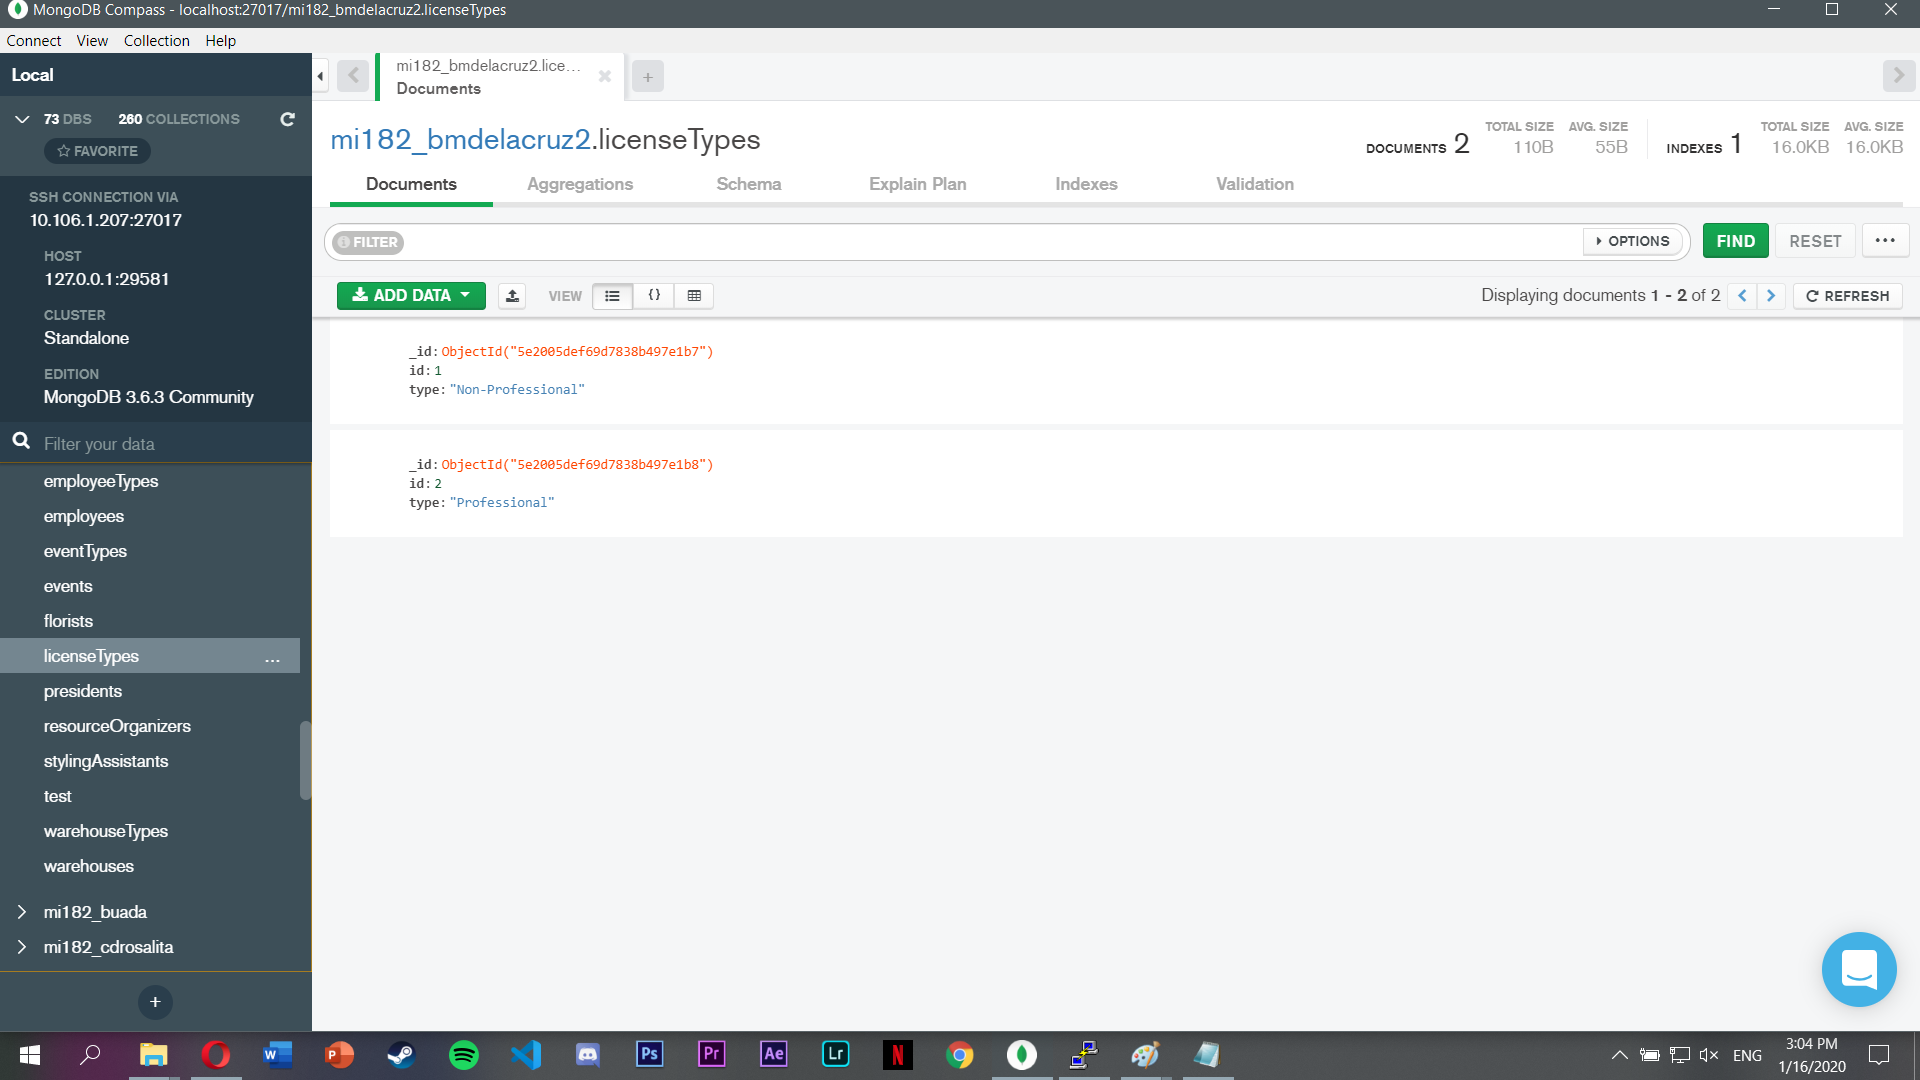 MongoDB Compass - localhost:27017/mi182_bmdelacruz2.licenseTypes
Connect View Collection Help
Local
73 DBS 260 COLLECTIONS
FAVORITE
SSH CONNECTION VIA
10.106.1.207:27017
HOST
127.0.0.1:29581
CLUSTER
Standalone
EDITION
MongoDB 3.6.3 Community
Filter your data
employeeTypes
employees
eventTypes
events
florists
licenseTypes ...
presidents
resourceOrganizers
stylingAssistants
test
warehouseTypes
warehouses
mi182_buada
mi182_cdrosalita
+
mi182_bmdelacruz2.lice...
Documents
+
mi182_bmdelacruz2.licenseTypes
DOCUMENTS 2 TOTAL SIZE 110B AVG. SIZE 55B
INDEXES 1 TOTAL SIZE 16.0KB AVG. SIZE 16.0KB
Documents Aggregations Schema Explain Plan Indexes Validation
FILTER OPTIONS FIND RESET ...
ADD DATA VIEW {} Displaying documents 1 - 2 of 2 REFRESH
_id: ObjectId("5e2005def69d7838b497e1b7")
id: 1
type: "Non-Professional"
_id: ObjectId("5e2005def69d7838b497e1b8")
id: 2
type: "Professional"
W P Ps Pr Ae Lr N ENG
3:04 PM
1/16/2020